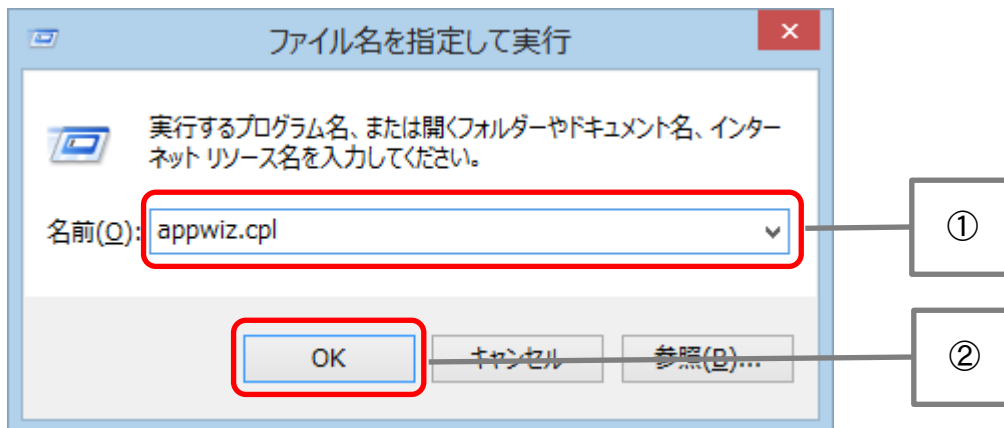 ファイル名を指定して実行
実行するプログラム名、または開くフォルダーやドキュメント名、インター
ネット リソース名を入力してください。
名前(O): appwiz.cpl
①
OK キャンセル 参照(B)...
②